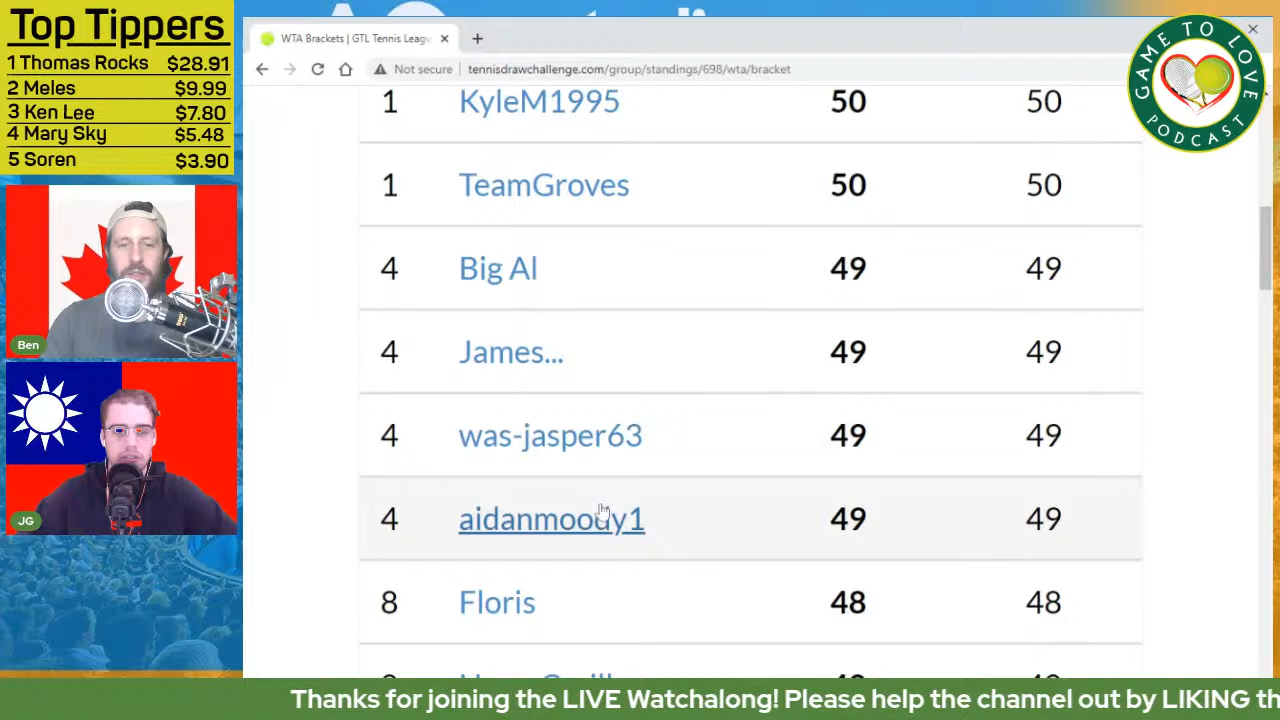 Top Tippers
1 Thomas Rocks $28.91
2 Meles $9.99
3 Ken Lee $7.80
4 Mary Sky $5.48
5 Soren $3.90
WTA Brackets | GTL Tennis Leagu
Not secure tennisdrawchallenge.com/group/standings/698/wta/bracket
GAME TO LOVE
PODCAST
1 KyleM1995 50 50
1 TeamGroves 50 50
4 Big Al 49 49
4 James... 49 49
4 was-jasper63 49 49
4 aidanmoody1 49 49
8 Floris 48 48
Ben
JG
Thanks for joining the LIVE Watchalong! Please help the channel out by LIKING th